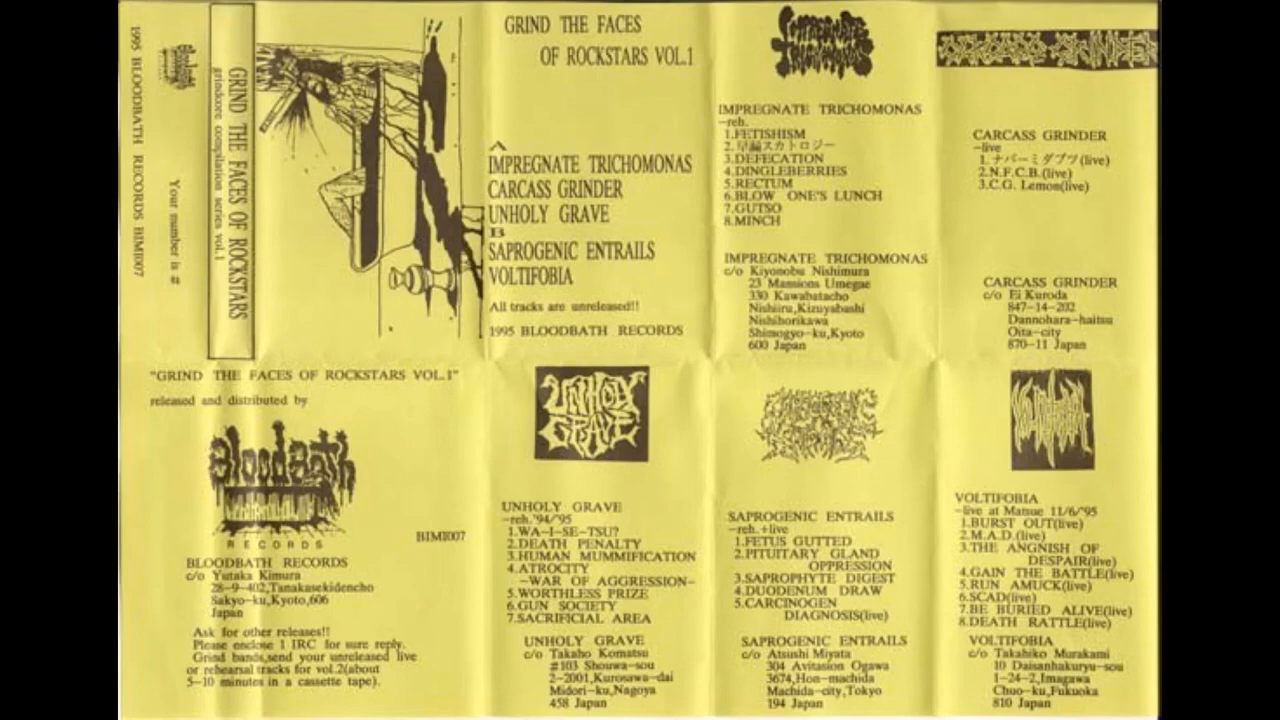 1995 BLOODBATH RECORDS BIMI007
Your number is #
GRIND THE FACES OF ROCKSTARS
grindcore compilation series vol.1
GRIND THE FACES
OF ROCKSTARS VOL.1
A
IMPREGNATE TRICHOMONAS
CARCASS GRINDER
UNHOLY GRAVE
B
SAPROGENIC ENTRAILS
VOLTIFOBIA
All tracks are unreleased!!
1995 BLOODBATH RECORDS
IMPREGNATE
TRICHOMONAS
IMPREGNATE TRICHOMONAS
-reh.
1.FETISHISM
2.早漏スカトロジー
3.DEFECATION
4.DINGLEBERRIES
5.RECTUM
6.BLOW ONE'S LUNCH
7.GUTSO
8.MINCH
IMPREGNATE TRICHOMONAS
c/o Kiyonobu Nishimura
23 Mansions Umegae
330 Kawabatacho
Nishiiru,Kizuyabashi
Nishihorikawa
Shimogyo-ku,Kyoto
600 Japan
CARCASS GRINDER
CARCASS GRINDER
-live
1.ナパーミダブツ(live)
2.N.F.C.B.(live)
3.C.G. Lemon(live)
CARCASS GRINDER
c/o Ei Kuroda
847-14-202
Dannohara-haitsu
Oita-city
870-11 Japan
"GRIND THE FACES OF ROCKSTARS VOL.1"
released and distributed by
BloodBath
RECORDS
BIMI007
BLOODBATH RECORDS
c/o Yutaka Kimura
28-9-402,Tanakasekidencho
Sakyo-ku,Kyoto,606
Japan
Ask for other releases!!
Please enclose 1 IRC for sure reply.
Grind bands,send your unreleased live
or rehearsal tracks for vol.2(about
5-10 minutes in a cassette tape).
UNHOLY
GRAVE
UNHOLY GRAVE
-reh.'94/'95
1.WA-I-SE-TSU?
2.DEATH PENALTY
3.HUMAN MUMMIFICATION
4.ATROCITY
-WAR OF AGGRESSION-
5.WORTHLESS PRIZE
6.GUN SOCIETY
7.SACRIFICIAL AREA
UNHOLY GRAVE
c/o Takaho Komatsu
#103 Shouwa-sou
2-2001,Kurosawa-dai
Midori-ku,Nagoya
458 Japan
SAPROGENIC
ENTRAILS
SAPROGENIC ENTRAILS
-reh.+live
1.FETUS GUTTED
2.PITUITARY GLAND
OPPRESSION
3.SAPROPHYTE DIGEST
4.DUODENUM DRAW
5.CARCINOGEN
DIAGNOSIS(live)
SAPROGENIC ENTRAILS
c/o Atsushi Miyata
304 Avitasion Ogawa
3674,Hon-machida
Machida-city,Tokyo
194 Japan
VOLTIFOBIA
VOLTIFOBIA
-live at Matsue 11/6/'95
1.BURST OUT(live)
2.M.A.D.(live)
3.THE ANGNISH OF
DESPAIR(live)
4.GAIN THE BATTLE(live)
5.RUN AMUCK(live)
6.SCAD(live)
7.BE BURIED ALIVE(live)
8.DEATH RATTLE(live)
VOLTIFOBIA
c/o Takahiko Murakami
10 Daisanhakuryu-sou
1-24-2,Imagawa
Chuo-ku,Fukuoka
810 Japan